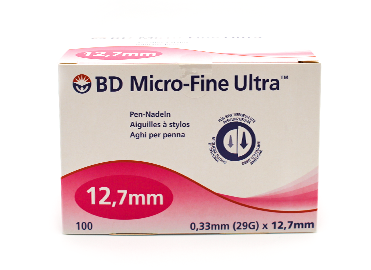 12,7mm
BD Micro-Fine Ultra™
Pen-Nadeln
Aiguilles à stylos
Aghi per penna
12,7mm
100
0,33mm (29G) x 12,7mm